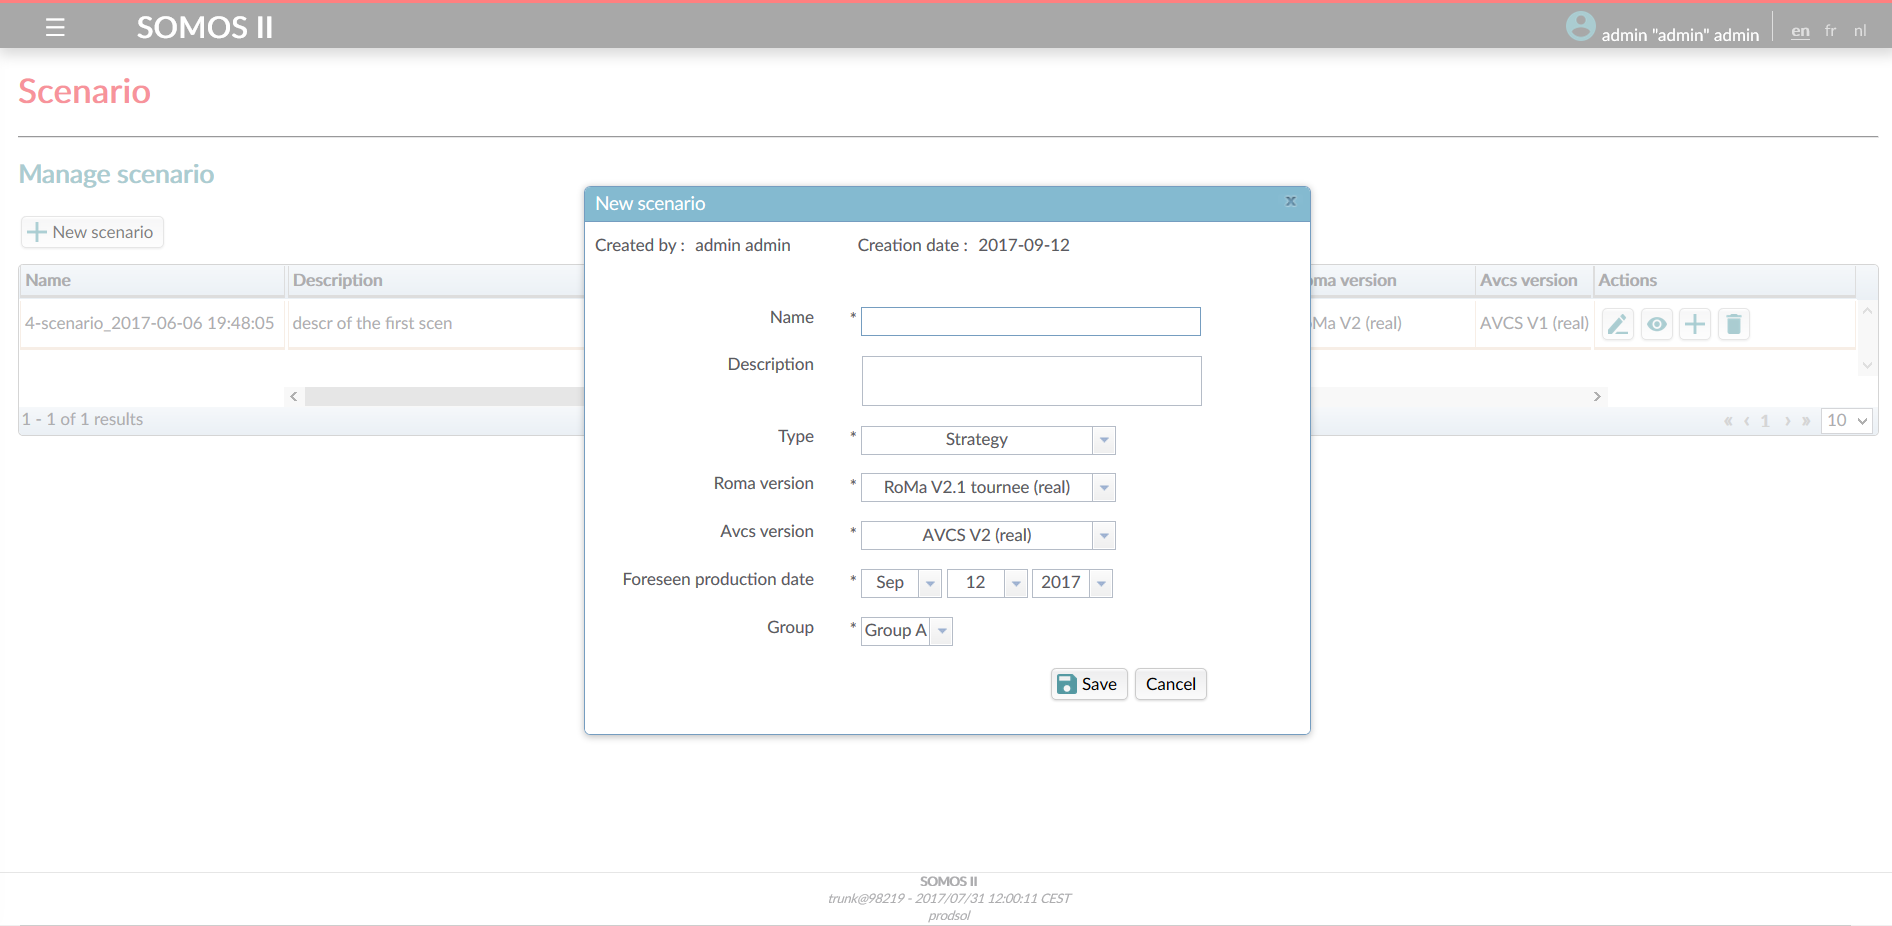 SOMOS II
admin "admin" admin
en fr nl
Scenario
Manage scenario
New scenario
Name Description ma version Avcs version Actions
4-scenario_2017-06-06 19:48:05 descr of the first scen Ma V2 (real) AVCS V1 (real)
1 - 1 of 1 results
« ‹ 1 › » 10
New scenario x
Created by : admin admin Creation date : 2017-09-12
Name *
Description
Type * Strategy
Roma version * RoMa V2.1 tournee (real)
Avcs version * AVCS V2 (real)
Foreseen production date * Sep 12 2017
Group * Group A
Save Cancel
SOMOS II
trunk@98219 - 2017/07/31 12:00:11 CEST
prodsol